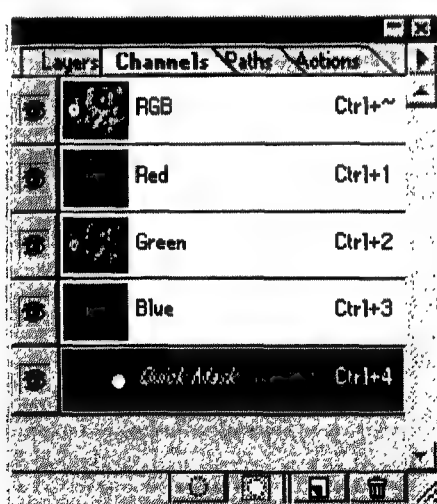 Layers Channels Paths Actions
RGB Ctrl+~
Red Ctrl+1
Green Ctrl+2
Blue Ctrl+3
Quick Mask Ctrl+4